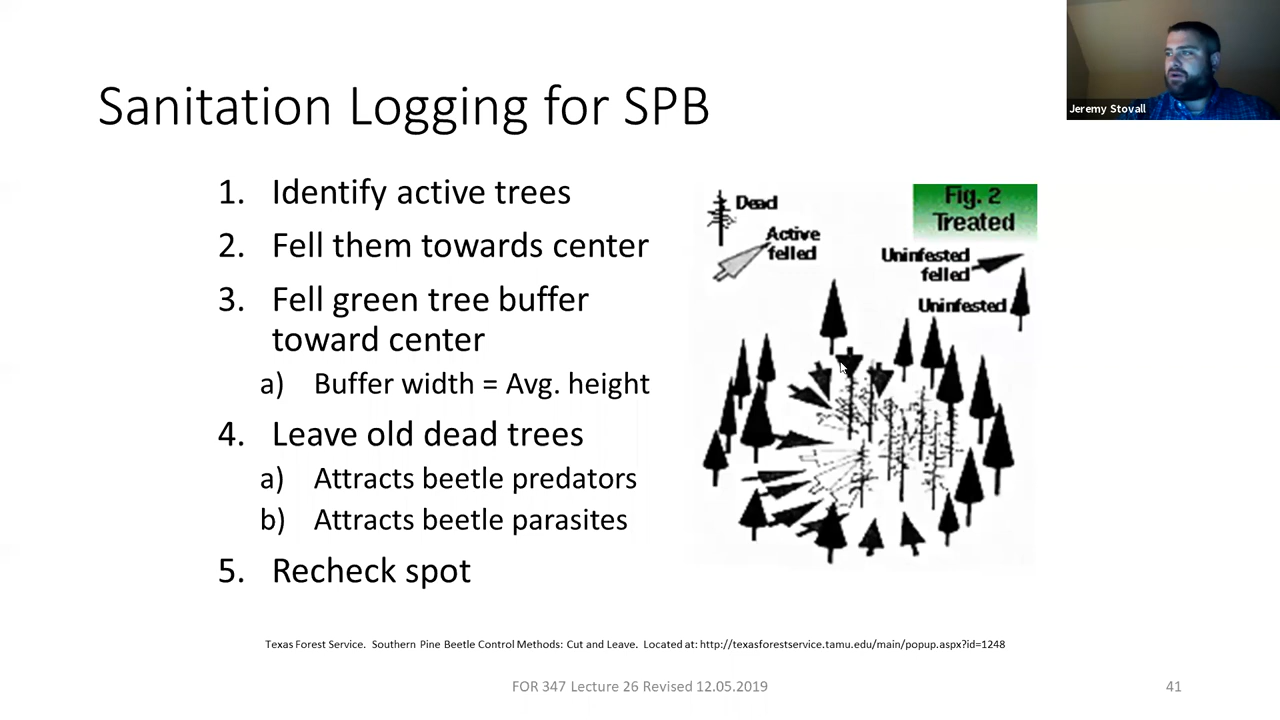 Jeremy Stovall
Sanitation Logging for SPB
1. Identify active trees
2. Fell them towards center
3. Fell green tree buffer
toward center
a) Buffer width = Avg. height
4. Leave old dead trees
a) Attracts beetle predators
b) Attracts beetle parasites
5. Recheck spot
Dead
Active
felled
Fig. 2
Treated
Uninfested
felled
Uninfested
Texas Forest Service. Southern Pine Beetle Control Methods: Cut and Leave. Located at: http://texasforestservice.tamu.edu/main/popup.aspx?id=1248
FOR 347 Lecture 26 Revised 12.05.2019
41